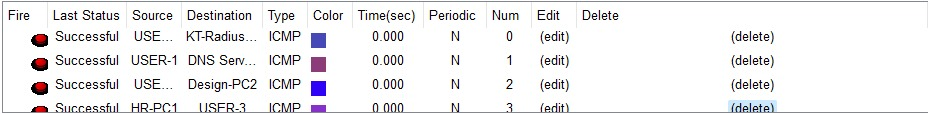 Fire Last Status Source Destination Type Color Time(sec) Periodic Num Edit Delete
Successful USE... KT-Radius... ICMP 0.000 N 0 (edit) (delete)
Successful USER-1 DNS Serv... ICMP 0.000 N 1 (edit) (delete)
Successful USE... Design-PC2 ICMP 0.000 N 2 (edit) (delete)
Successful HR-PC1 USER-3 ICMP 0.000 N 3 (edit) (delete)